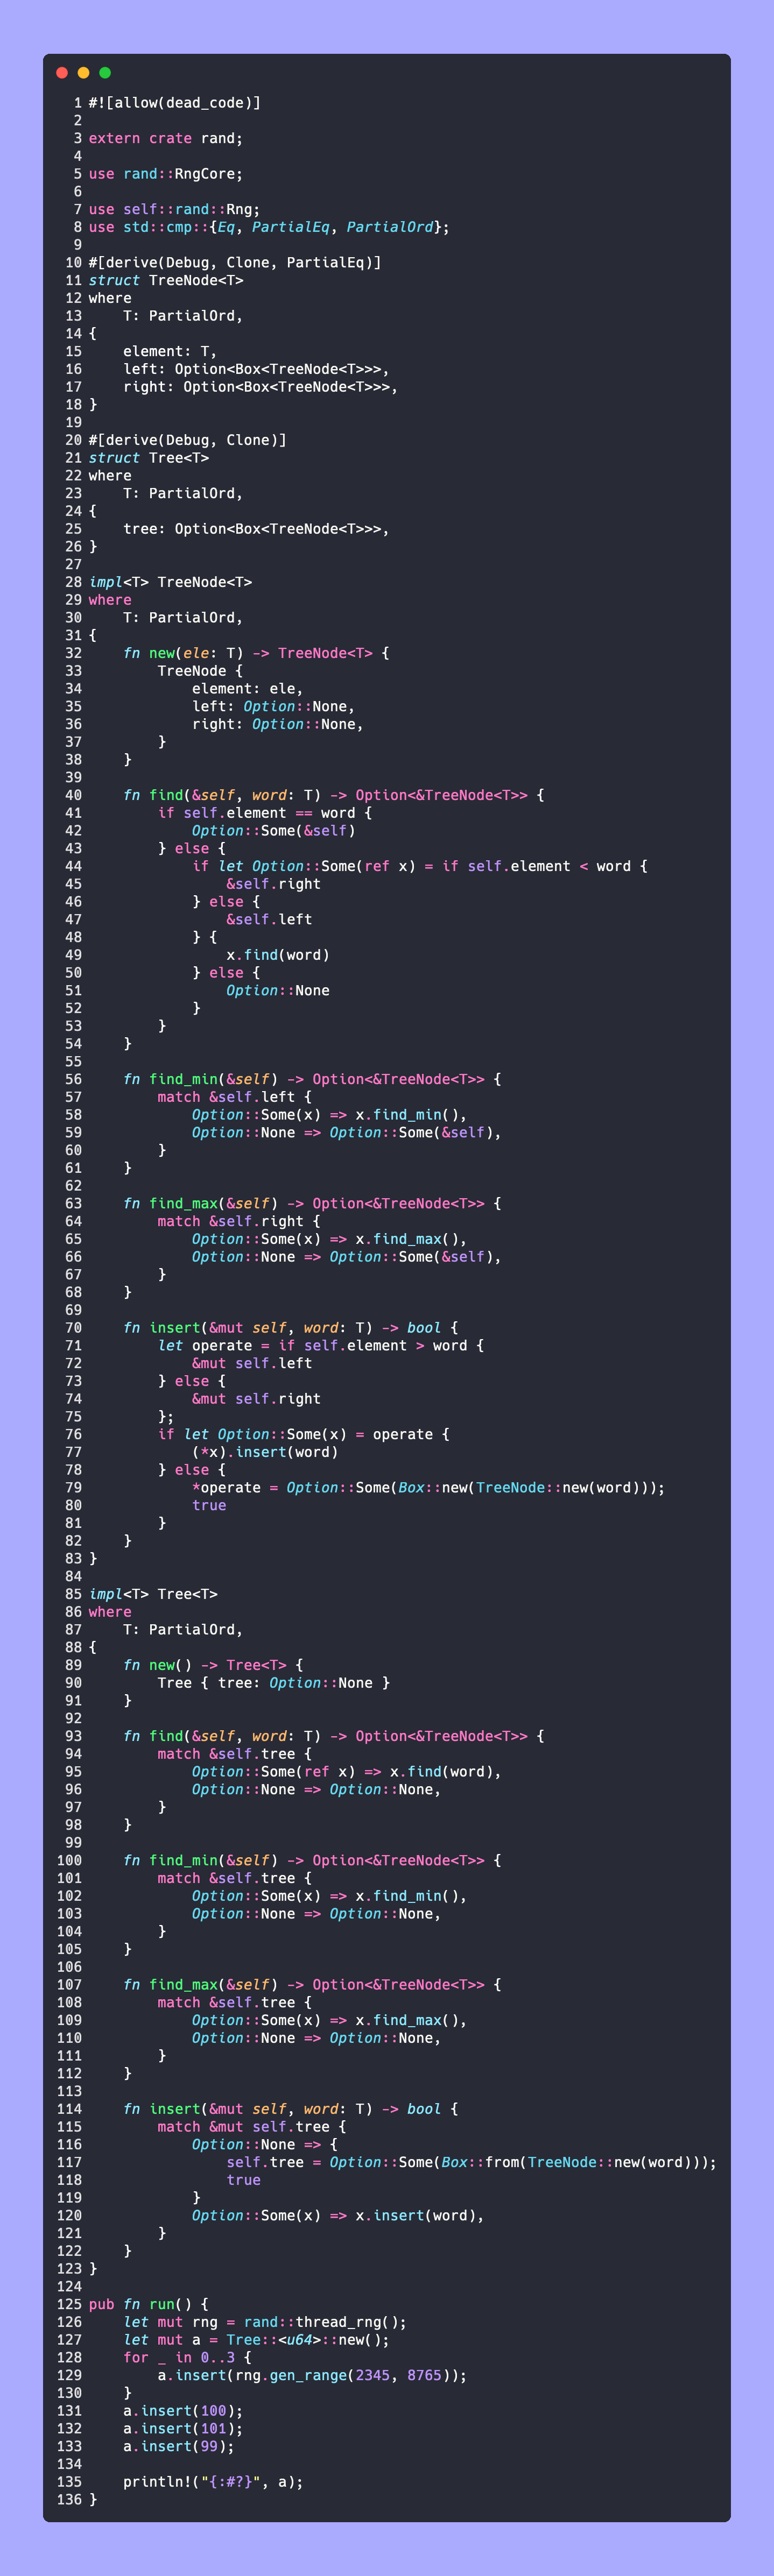 1 #![allow(dead_code)]
2
3 extern crate rand;
4
5 use rand::RngCore;
6
7 use self::rand::Rng;
8 use std::cmp::{Eq, PartialEq, PartialOrd};
9
10 #[derive(Debug, Clone, PartialEq)]
11 struct TreeNode<T>
12 where
13     T: PartialOrd,
14 {
15     element: T,
16     left: Option<Box<TreeNode<T>>>,
17     right: Option<Box<TreeNode<T>>>,
18 }
19
20 #[derive(Debug, Clone)]
21 struct Tree<T>
22 where
23     T: PartialOrd,
24 {
25     tree: Option<Box<TreeNode<T>>>,
26 }
27
28 impl<T> TreeNode<T>
29 where
30     T: PartialOrd,
31 {
32     fn new(ele: T) -> TreeNode<T> {
33         TreeNode {
34             element: ele,
35             left: Option::None,
36             right: Option::None,
37         }
38     }
39
40     fn find(&self, word: T) -> Option<&TreeNode<T>> {
41         if self.element == word {
42             Option::Some(&self)
43         } else {
44             if let Option::Some(ref x) = if self.element < word {
45                 &self.right
46             } else {
47                 &self.left
48             } {
49                 x.find(word)
50             } else {
51                 Option::None
52             }
53         }
54     }
55
56     fn find_min(&self) -> Option<&TreeNode<T>> {
57         match &self.left {
58             Option::Some(x) => x.find_min(),
59             Option::None => Option::Some(&self),
60         }
61     }
62
63     fn find_max(&self) -> Option<&TreeNode<T>> {
64         match &self.right {
65             Option::Some(x) => x.find_max(),
66             Option::None => Option::Some(&self),
67         }
68     }
69
70     fn insert(&mut self, word: T) -> bool {
71         let operate = if self.element > word {
72             &mut self.left
73         } else {
74             &mut self.right
75         };
76         if let Option::Some(x) = operate {
77             (*x).insert(word)
78         } else {
79             *operate = Option::Some(Box::new(TreeNode::new(word)));
80             true
81         }
82     }
83 }
84
85 impl<T> Tree<T>
86 where
87     T: PartialOrd,
88 {
89     fn new() -> Tree<T> {
90         Tree { tree: Option::None }
91     }
92
93     fn find(&self, word: T) -> Option<&TreeNode<T>> {
94         match &self.tree {
95             Option::Some(ref x) => x.find(word),
96             Option::None => Option::None,
97         }
98     }
99
100     fn find_min(&self) -> Option<&TreeNode<T>> {
101         match &self.tree {
102             Option::Some(x) => x.find_min(),
103             Option::None => Option::None,
104         }
105     }
106
107     fn find_max(&self) -> Option<&TreeNode<T>> {
108         match &self.tree {
109             Option::Some(x) => x.find_max(),
110             Option::None => Option::None,
111         }
112     }
113
114     fn insert(&mut self, word: T) -> bool {
115         match &mut self.tree {
116             Option::None => {
117                 self.tree = Option::Some(Box::from(TreeNode::new(word)));
118                 true
119             }
120             Option::Some(x) => x.insert(word),
121         }
122     }
123 }
124
125 pub fn run() {
126     let mut rng = rand::thread_rng();
127     let mut a = Tree::<u64>::new();
128     for _ in 0..3 {
129         a.insert(rng.gen_range(2345, 8765));
130     }
131     a.insert(100);
132     a.insert(101);
133     a.insert(99);
134
135     println!("{:#?}", a);
136 }